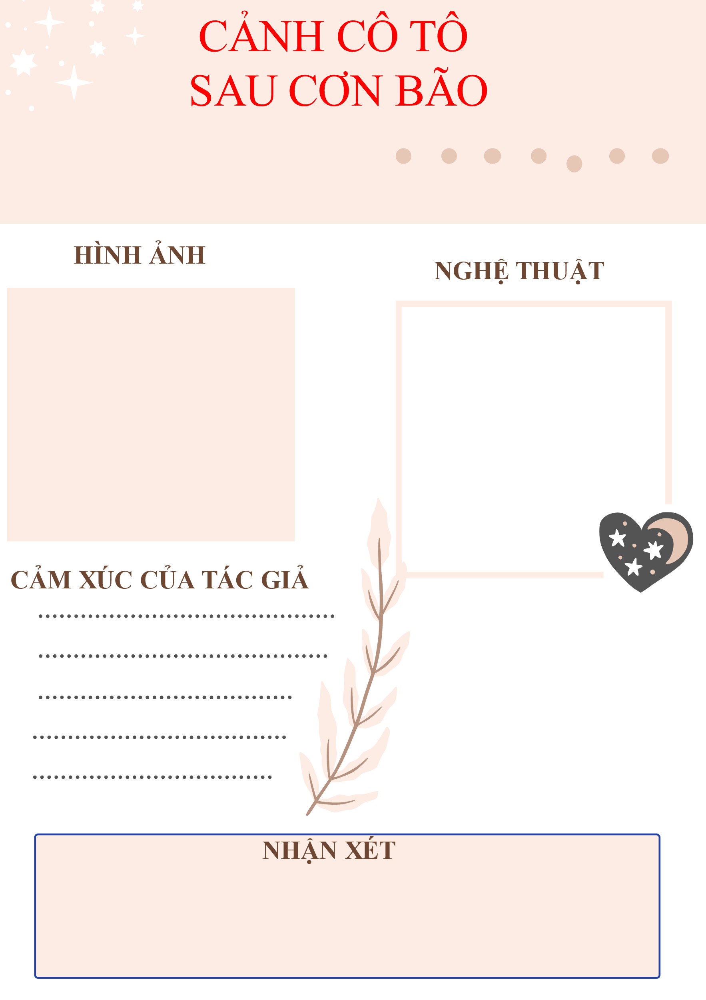 CẢNH CÔ TÔ
SAU CƠN BÃO
HÌNH ẢNH
NGHỆ THUẬT
CẢM XÚC CỦA TÁC GIẢ
..........................................
.........................................
....................................
....................................
..................................
NHẬN XÉT